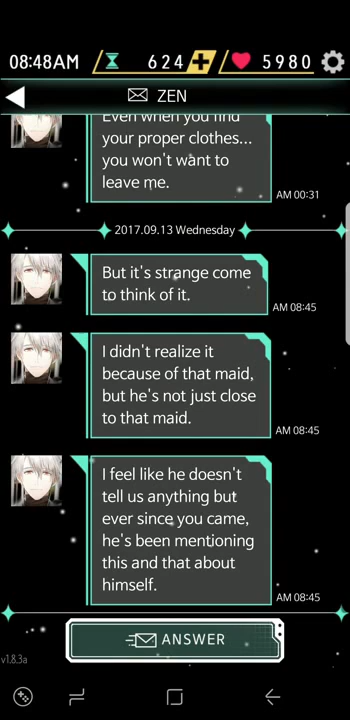 08:48AM 624 5980
ZEN
Even when you find
your proper clothes...
you won't want to
leave me.
AM 00:31
2017.09.13 Wednesday
But it's strange come
to think of it.
AM 08:45
I didn't realize it
because of that maid,
but he's not just close
to that maid.
AM 08:45
I feel like he doesn't
tell us anything but
ever since you came,
he's been mentioning
this and that about
himself.
AM 08:45
ANSWER
v1.8.3a